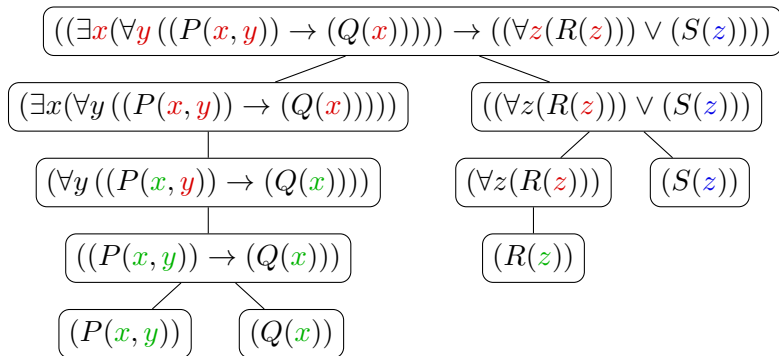 ((∃x(∀y ((P(x, y)) → (Q(x))))) → ((∀z(R(z))) ∨ (S(z))))
(∃x(∀y ((P(x, y)) → (Q(x)))))
((∀z(R(z))) ∨ (S(z)))
(∀y ((P(x, y)) → (Q(x))))
(∀z(R(z)))
(S(z))
((P(x, y)) → (Q(x)))
(R(z))
(P(x, y))
(Q(x))